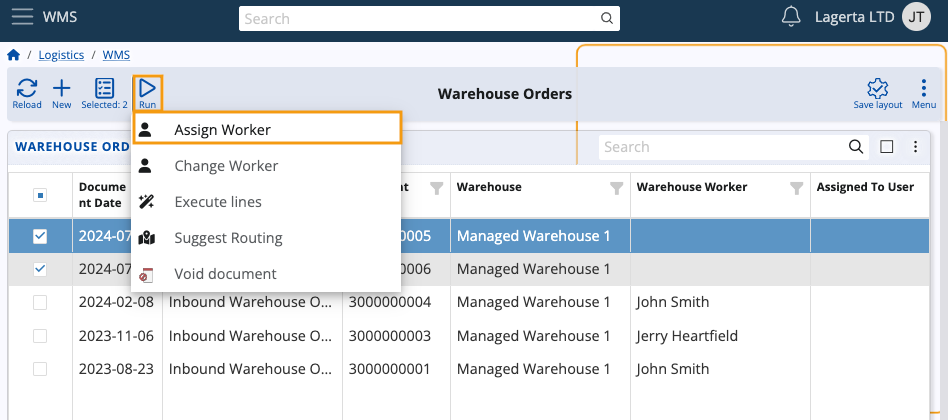 WMS
Search
Lagerta LTD
JT
/ Logistics / WMS
Reload
New
Selected: 2
Run
Warehouse Orders
Save layout
Menu
Assign Worker
Change Worker
Execute lines
Suggest Routing
Void document
WAREHOUSE ORD
Search
Docume
nt Date
nt
Warehouse
Warehouse Worker
Assigned To User
2024-07 0005 Managed Warehouse 1
2024-07 0006 Managed Warehouse 1
2024-02-08 Inbound Warehouse O... 3000000004 Managed Warehouse 1 John Smith
2023-11-06 Inbound Warehouse O... 3000000003 Managed Warehouse 1 Jerry Heartfield
2023-08-23 Inbound Warehouse O... 3000000001 Managed Warehouse 1